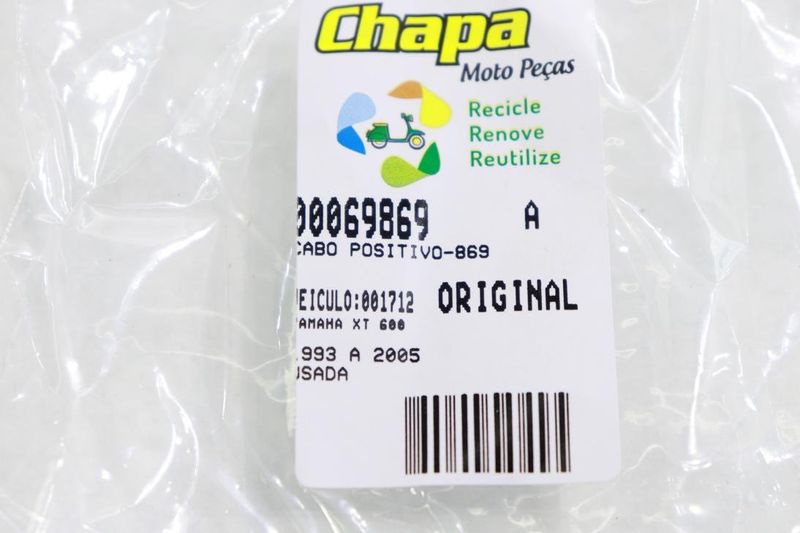 Chapa
Moto Peças
Recicle
Renove
Reutilize
00069869 A
CABO POSITIVO-869
VEICULO:001712 ORIGINAL
YAMAHA XT 600
1993 A 2005
USADA